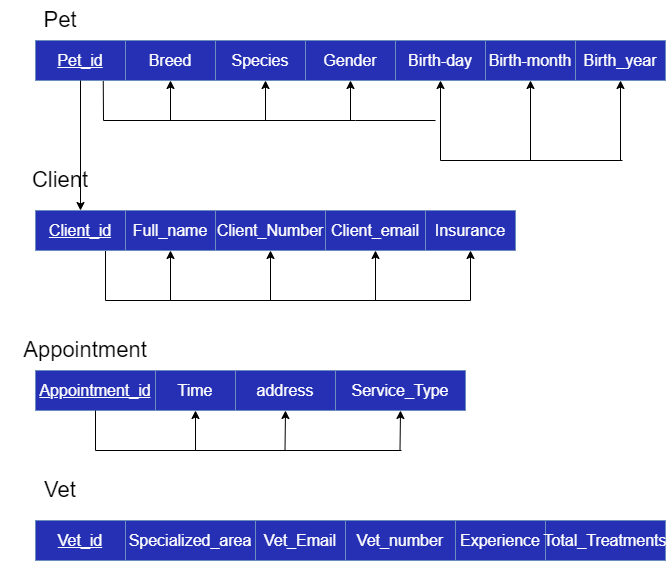 Pet
Pet_id Breed Species Gender Birth-day Birth-month Birth_year
Client
Client_id Full_name Client_Number Client_email Insurance
Appointment
Appointment_id Time address Service_Type
Vet
Vet_id Specialized_area Vet_Email Vet_number Experience Total_Treatments